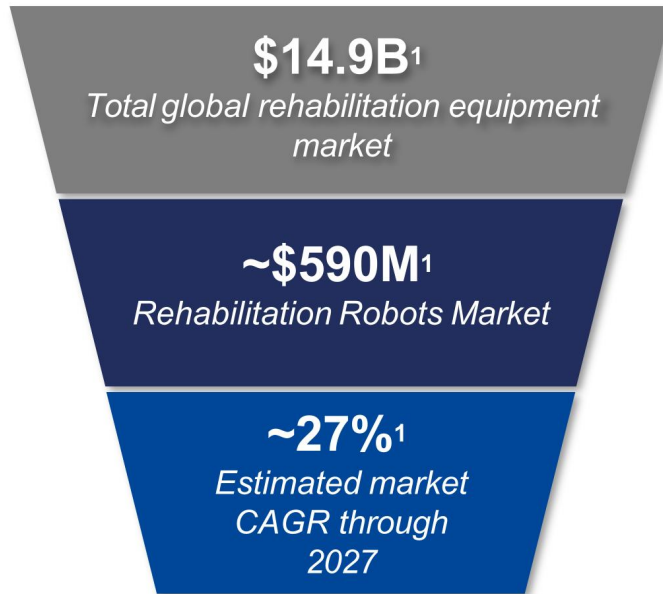 $14.9B1
Total global rehabilitation equipment
market
~$590M1
Rehabilitation Robots Market
~27%1
Estimated market
CAGR through
2027